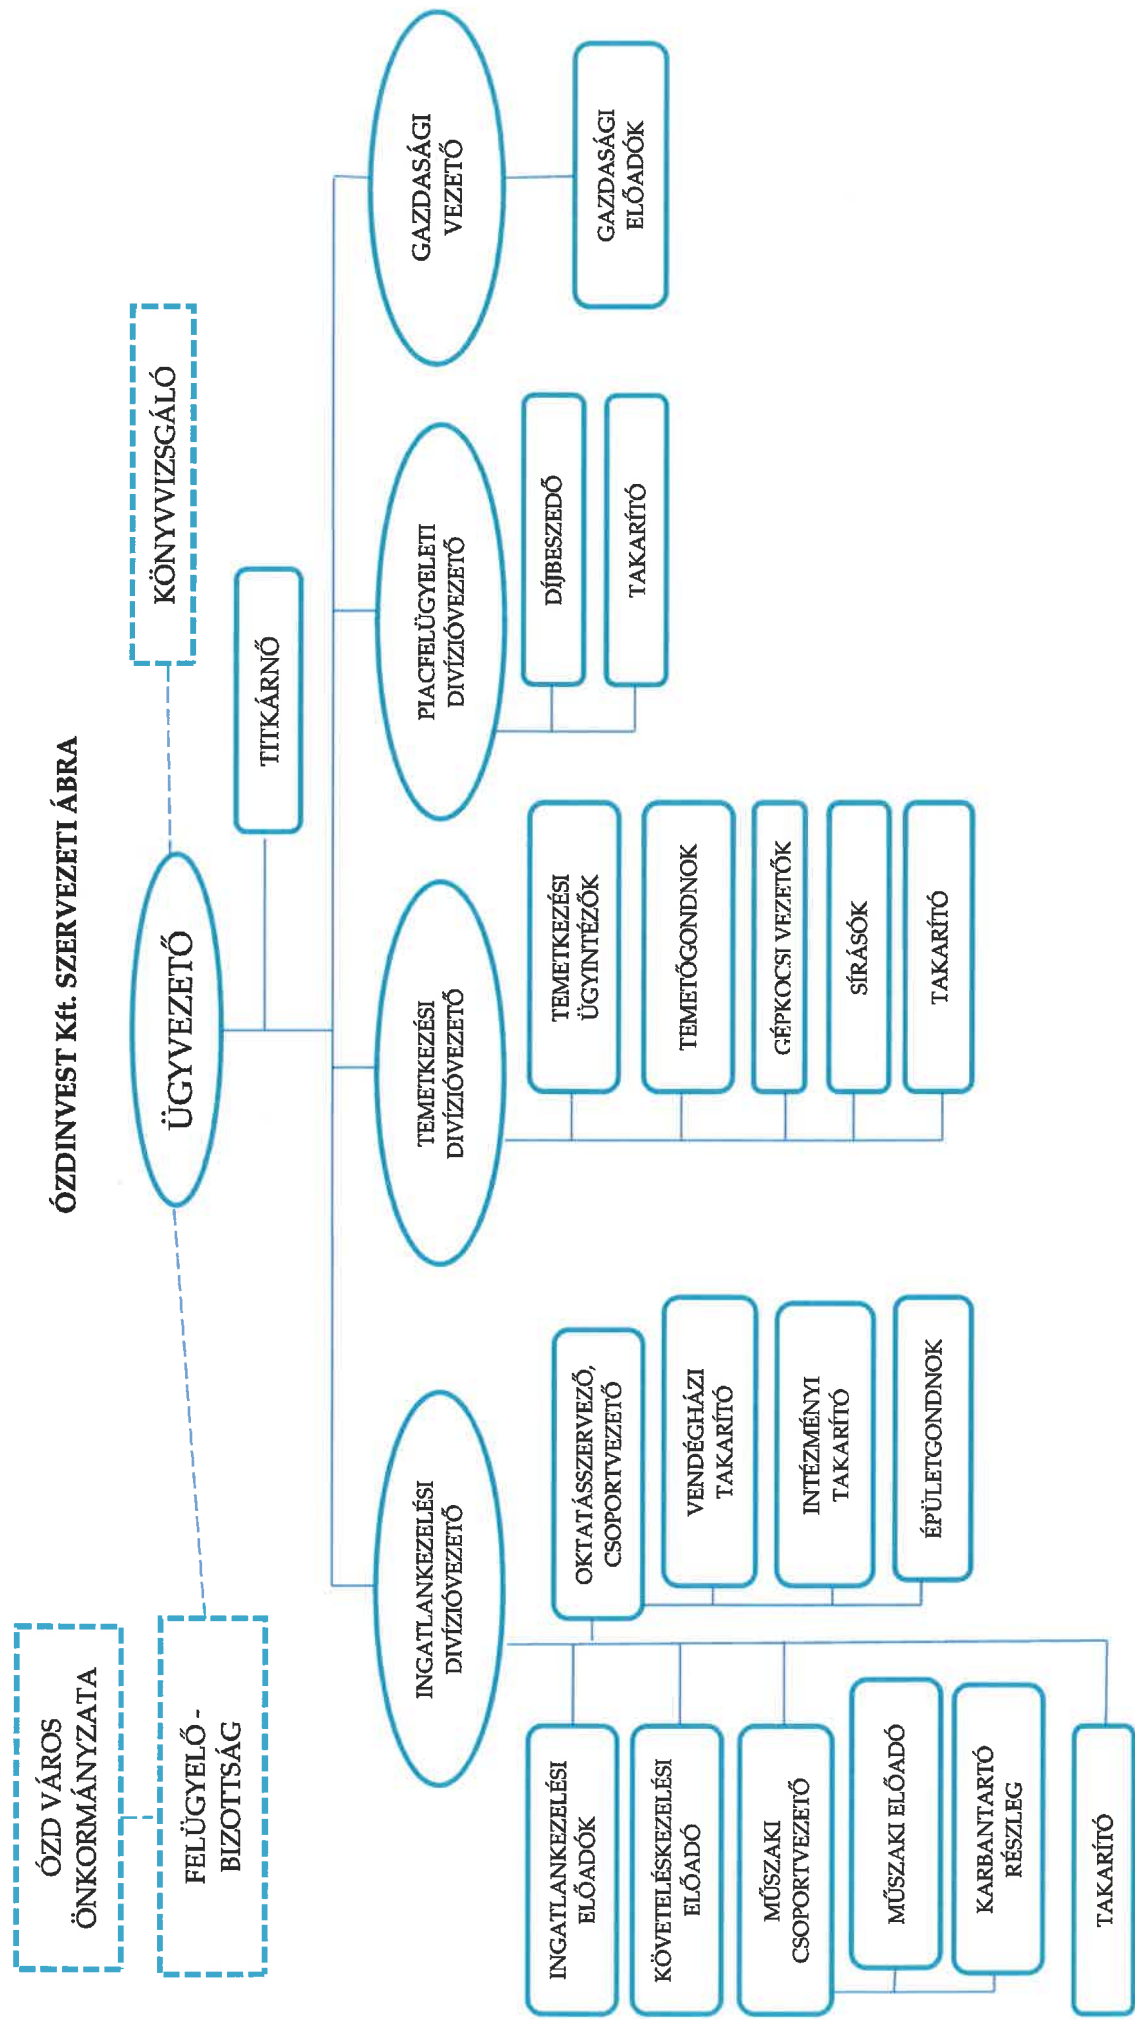 ÓZDINVEST Kft. SZERVEZETI ÁBRA
ÓZD VÁROS
ÖNKORMÁNYZATA
FELÜGYELŐ -
BIZOTTSÁG
ÜGYVEZETŐ
KÖNYVVIZSGÁLÓ
TITKÁRNŐ
INGATLANKEZELÉSI
DIVÍZIÓVEZETŐ
TEMETKEZÉSI
DIVÍZIÓVEZETŐ
PIACFELÜGYELETI
DIVÍZIÓVEZETŐ
GAZDASÁGI
VEZETŐ
INGATLANKEZELÉSI
ELŐADÓK
KÖVETELÉSKEZELÉSI
ELŐADÓ
MŰSZAKI
CSOPORTVEZETŐ
MŰSZAKI ELŐADÓ
KARBANTARTÓ
RÉSZLEG
TAKARÍTÓ
OKTATÁSSZERVEZŐ,
CSOPORTVEZETŐ
VENDÉGHÁZI
TAKARÍTÓ
INTÉZMÉNYI
TAKARÍTÓ
ÉPÜLETGONDNOK
TEMETKEZÉSI
ÜGYINTÉZŐK
TEMETŐGONDNOK
GÉPKOCSI VEZETŐK
SÍRÁSÓK
TAKARÍTÓ
DÍJBESZEDŐ
TAKARÍTÓ
GAZDASÁGI
ELŐADÓK